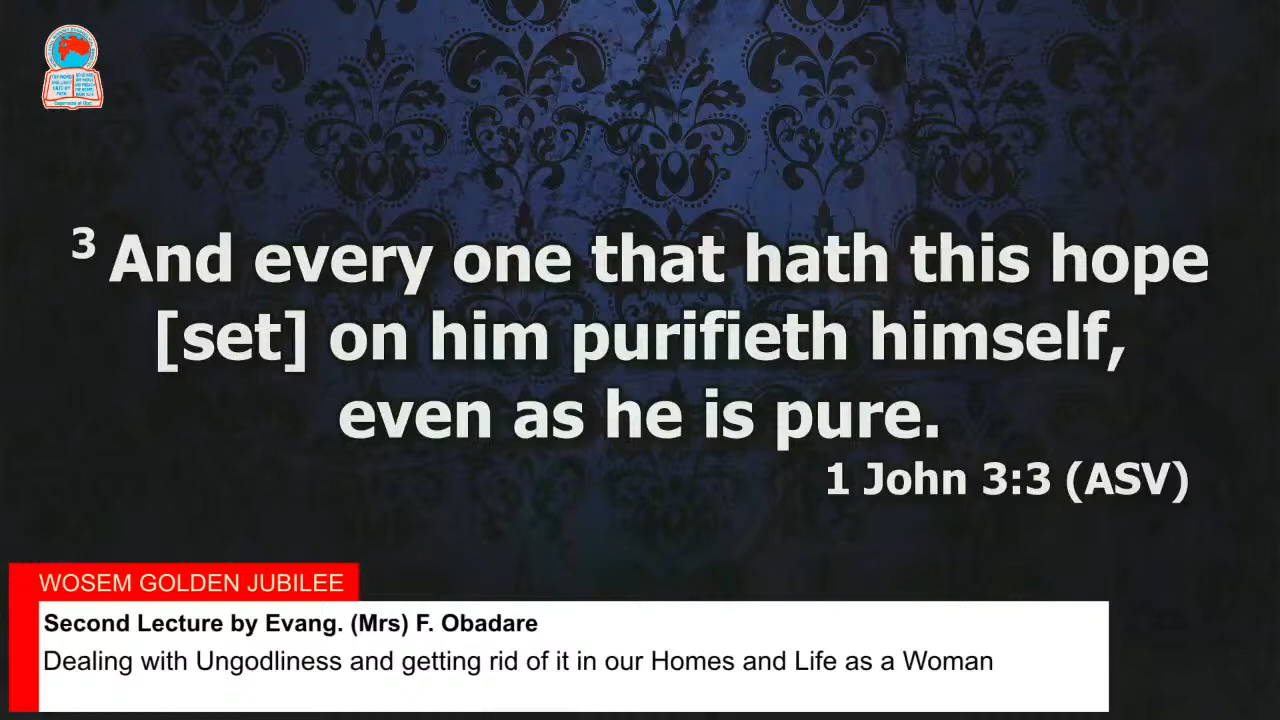 3 And every one that hath this hope
[set] on him purifieth himself,
even as he is pure.
1 John 3:3 (ASV)
WOSEM GOLDEN JUBILEE
Second Lecture by Evang. (Mrs) F. Obadare
Dealing with Ungodliness and getting rid of it in our Homes and Life as a Woman